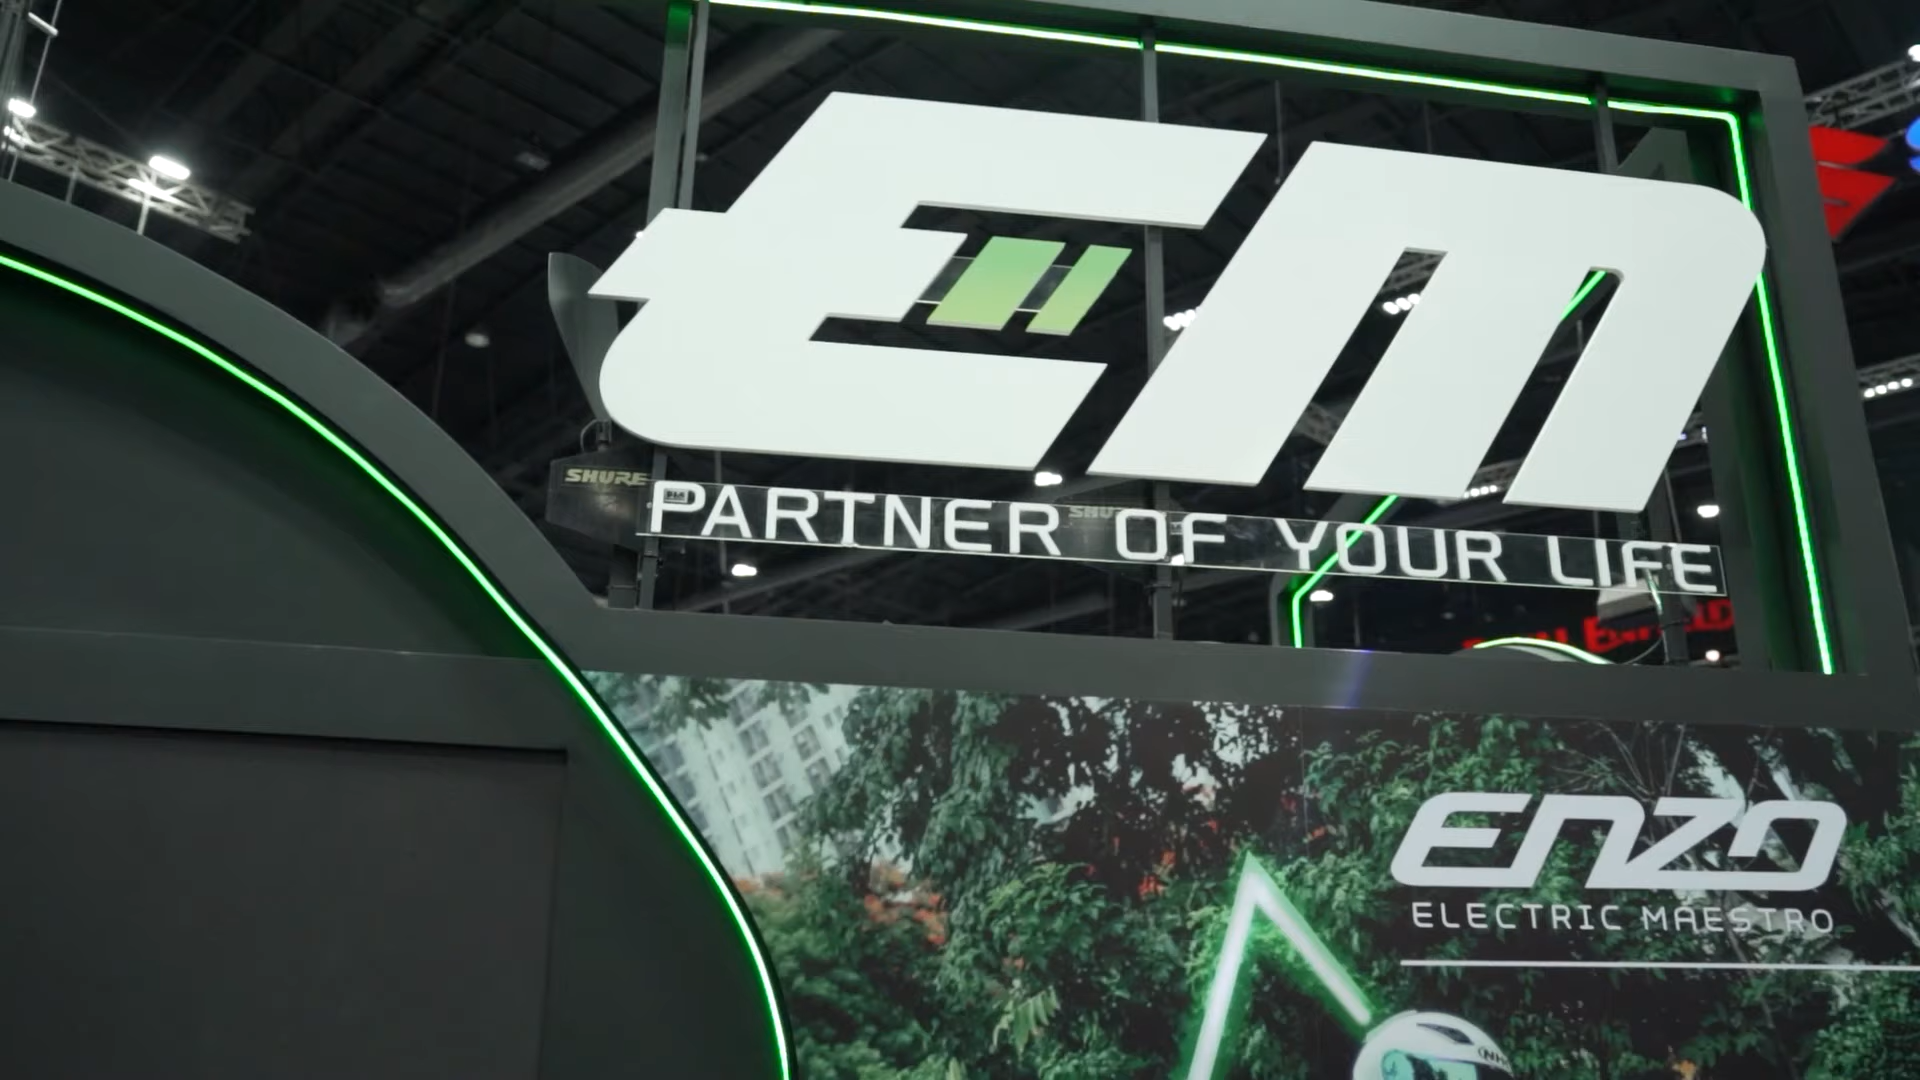 EM
SHURE
PARTNER OF YOUR LIFE
ENZO
ELECTRIC MAESTRO